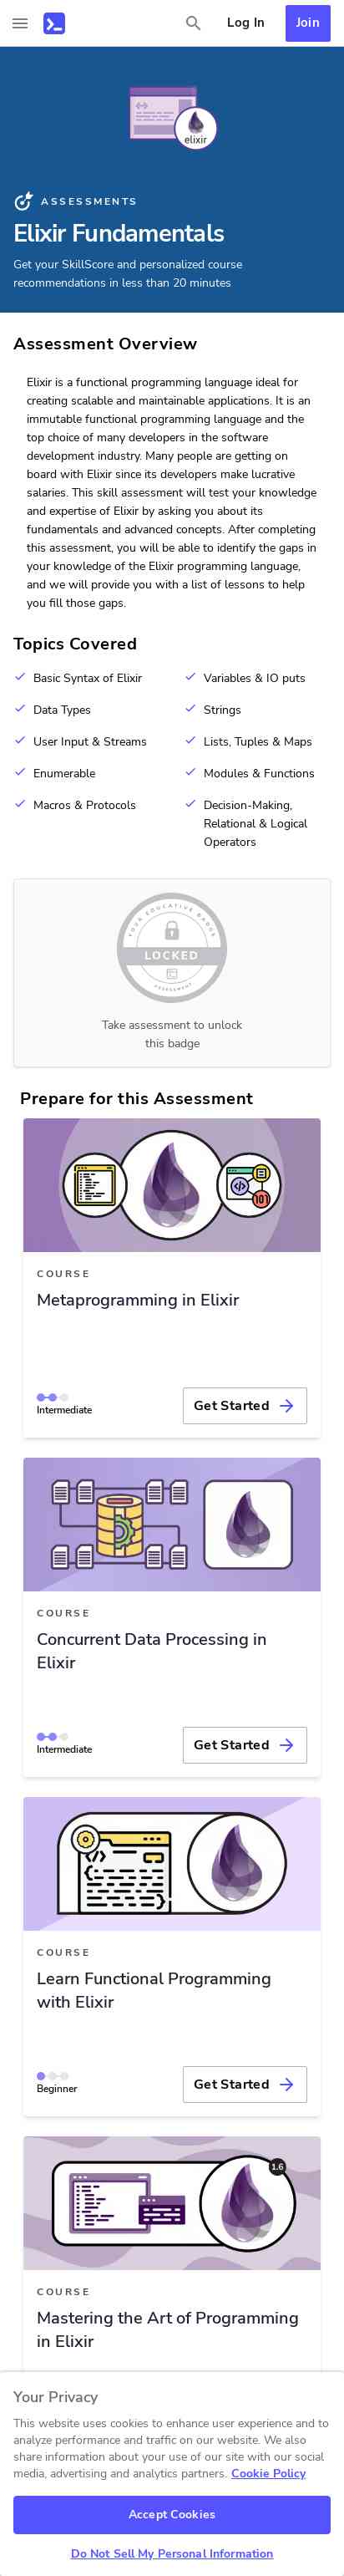 Log In
Join
elixir
ASSESSMENTS
Elixir Fundamentals
Get your SkillScore and personalized course
recommendations in less than 20 minutes
Assessment Overview
Elixir is a functional programming language ideal for
creating scalable and maintainable applications. It is an
immutable functional programming language and the
top choice of many developers in the software
development industry. Many people are getting on
board with Elixir since its developers make lucrative
salaries. This skill assessment will test your knowledge
and expertise of Elixir by asking you about its
fundamentals and advanced concepts. After completing
this assessment, you will be able to identify the gaps in
your knowledge of the Elixir programming language,
and we will provide you with a list of lessons to help
you fill those gaps.
Topics Covered
Basic Syntax of Elixir
Variables & IO puts
Data Types
Strings
User Input & Streams
Lists, Tuples & Maps
Enumerable
Modules & Functions
Macros & Protocols
Decision-Making,
Relational & Logical
Operators
YOUR EDUCATIVE BADGE
LOCKED
ASSESSMENT
Take assessment to unlock
this badge
Prepare for this Assessment
101
COURSE
Metaprogramming in Elixir
Intermediate
Get Started
COURSE
Concurrent Data Processing in
Elixir
Intermediate
Get Started
COURSE
Learn Functional Programming
with Elixir
Beginner
Get Started
1.6
COURSE
Mastering the Art of Programming
in Elixir
Your Privacy
This website uses cookies to enhance user experience and to
analyze performance and traffic on our website. We also
share information about your use of our site with our social
media, advertising and analytics partners. Cookie Policy
Accept Cookies
Do Not Sell My Personal Information